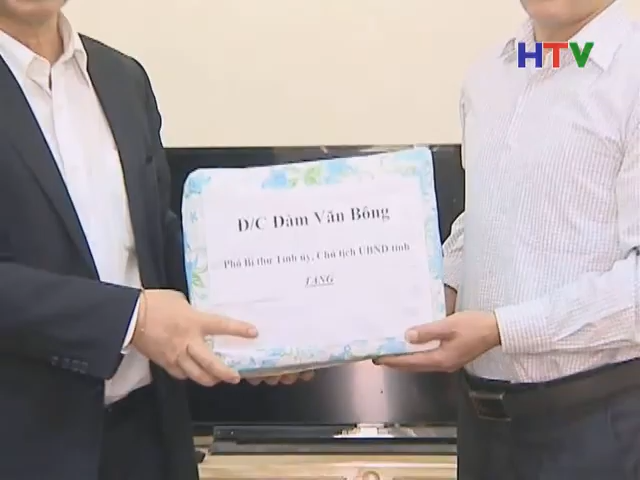 HTV
Đ/C Đàm Văn Bông
Phó Bí thư Tỉnh ủy, Chủ tịch UBND tỉnh
TẶNG